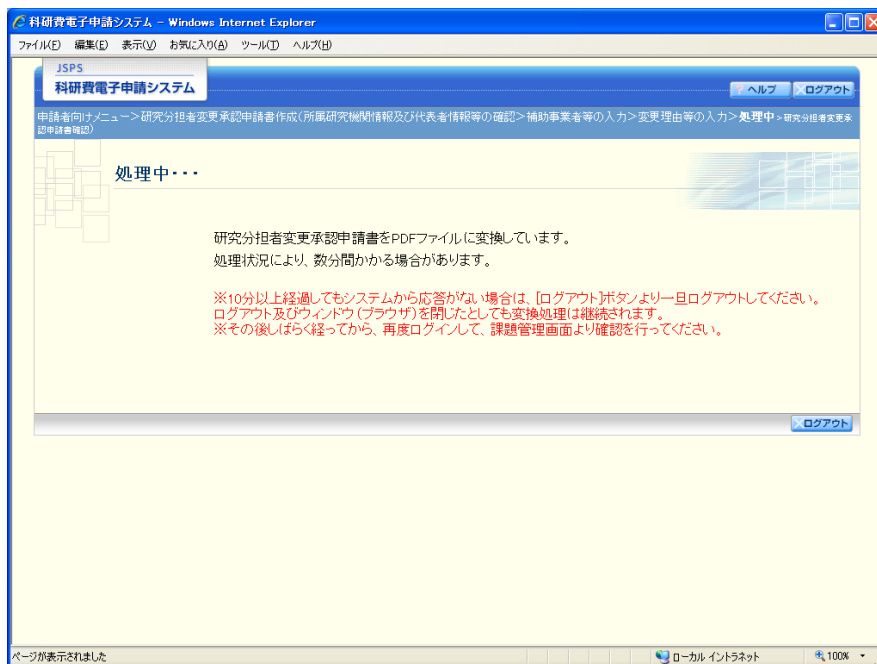 科研費電子申請システム - Windows Internet Explorer
ファイル(F) 編集(E) 表示(V) お気に入り(A) ツール(T) ヘルプ(H)
JSPS
科研費電子申請システム
? ヘルプ ログアウト
申請者向けメニュー>研究分担者変更承認申請書作成(所属研究機関情報及び代表者情報等の確認>補助事業者等の入力>変更理由等の入力>処理中>研究分担者変更承
認申請書確認)
処理中・・・
研究分担者変更承認申請書をPDFファイルに変換しています。
処理状況により、数分間かかる場合があります。
※10分以上経過してもシステムから応答がない場合は、[ログアウト]ボタンより一旦ログアウトしてください。
ログアウト及びウィンドウ(ブラウザ)を閉じたとしても変換処理は継続されます。
※その後しばらく経ってから、再度ログインして、課題管理画面より確認を行ってください。
ログアウト
ページが表示されました ローカル イントラネット 100%